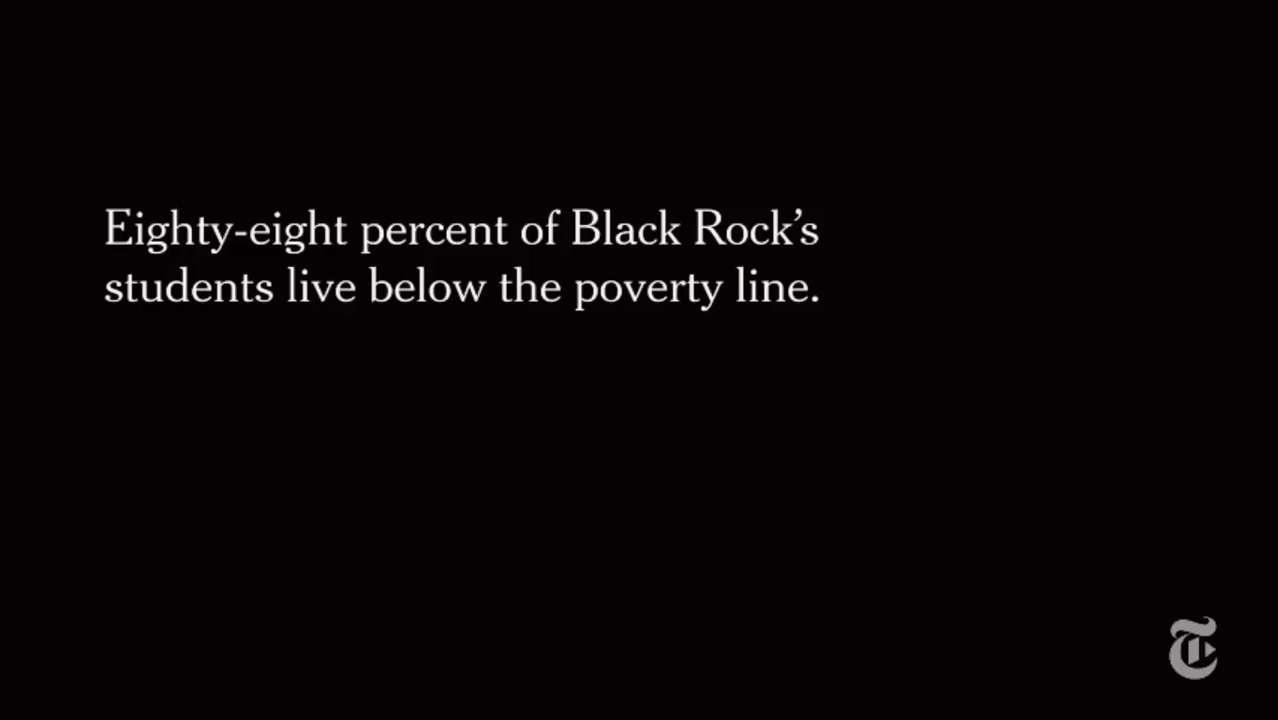 Eighty-eight percent of Black Rock’s
students live below the poverty line.